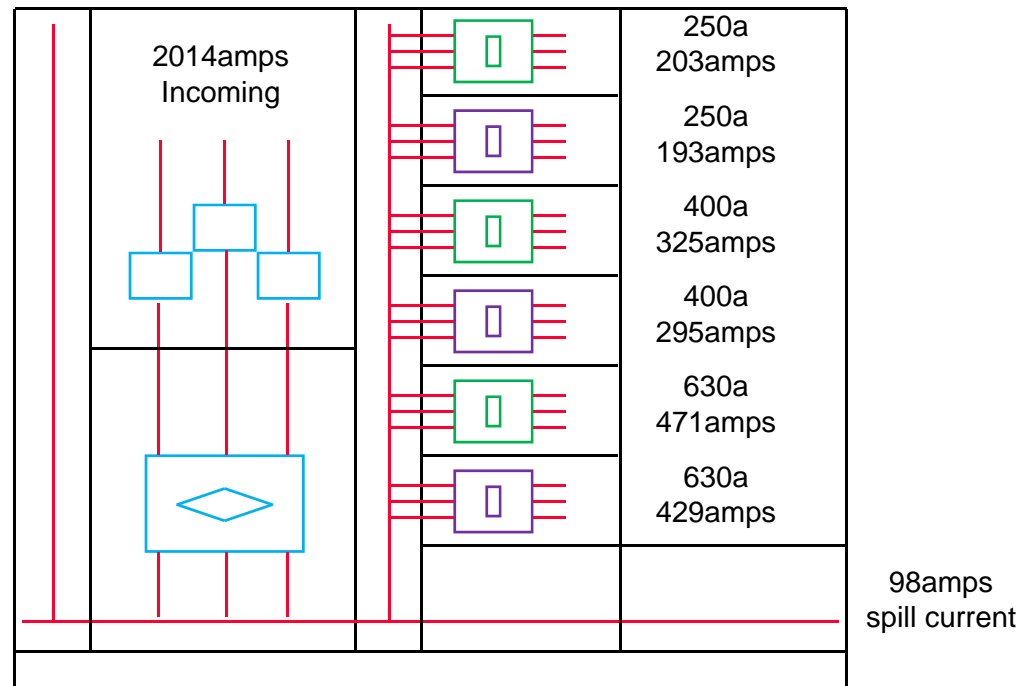 2014amps
Incoming
250a
203amps
250a
193amps
400a
325amps
400a
295amps
630a
471amps
630a
429amps
98amps
spill current